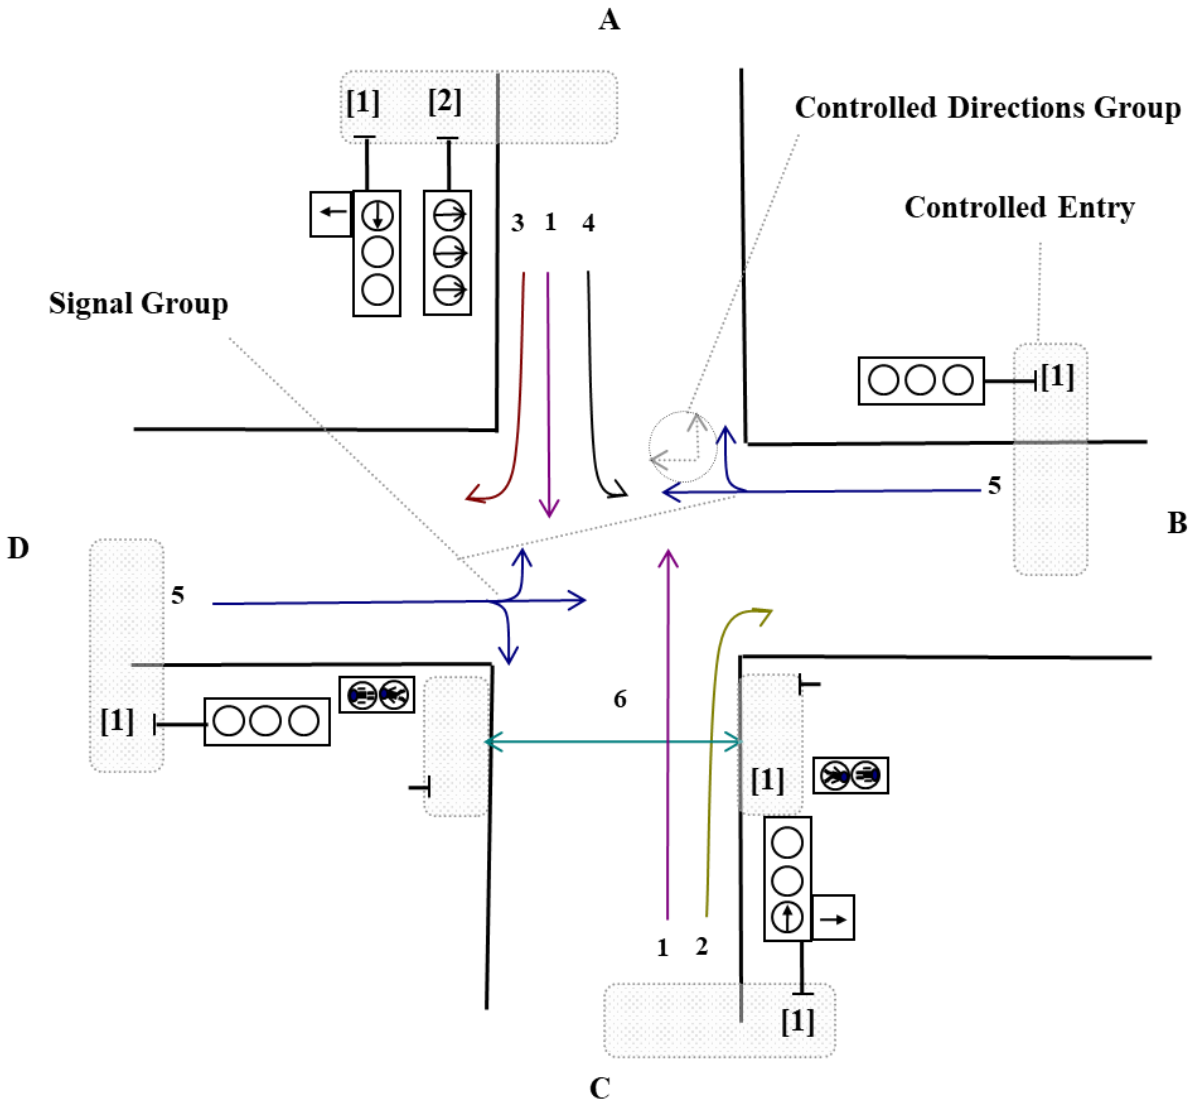 A
[1] [2]
Controlled Directions Group
Controlled Entry
3 1 4
Signal Group
[1]
5
B
D
5
6
[1]
[1]
1 2
[1]
C